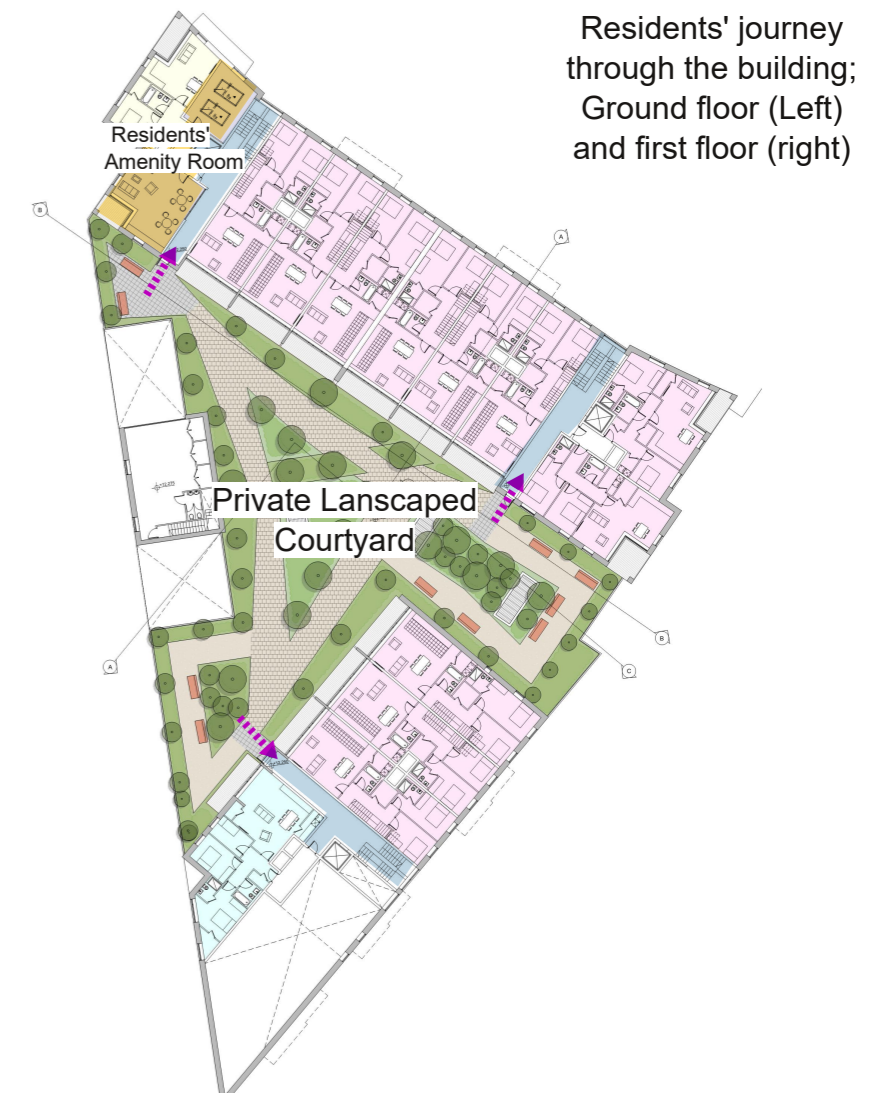 Residents' journey
through the building;
Ground floor (Left)
and first floor (right)
Residents'
Amenity Room
B
A
Private Lanscaped
Courtyard
B
A
C